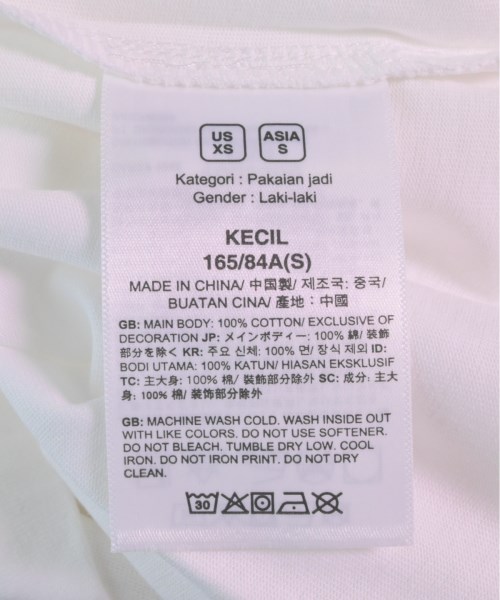 US XS
ASIA S
Kategori : Pakaian jadi
Gender : Laki-laki
KECIL
165/84A(S)
MADE IN CHINA/ 中国製/ 제조국: 중국/
BUATAN CINA/ 產地：中國
GB: MAIN BODY: 100% COTTON/ EXCLUSIVE OF
DECORATION JP: メインボディー: 100% 綿/ 装飾
部分を除く KR: 주요 신체: 100% 면/ 장식 제외 ID:
BODI UTAMA: 100% KATUN/ HIASAN EKSKLUSIF
TC: 主大身: 100% 棉/ 裝飾部分除外 SC: 成分: 主大
身: 100% 棉/ 装饰部分除外
GB: MACHINE WASH COLD. WASH INSIDE OUT
WITH LIKE COLORS. DO NOT USE SOFTENER.
DO NOT BLEACH. TUMBLE DRY LOW. COOL
IRON. DO NOT IRON PRINT. DO NOT DRY
CLEAN.
30